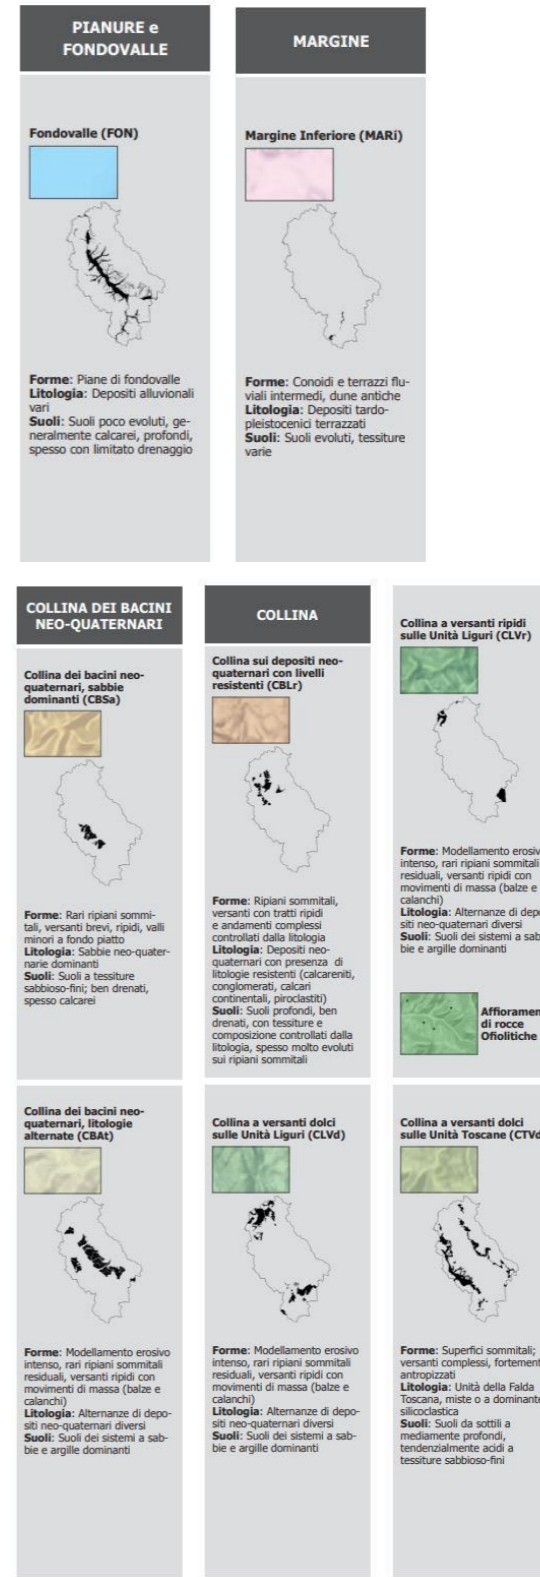 PIANURE e
FONDOVALLE
Fondovalle (FON)
Forme: Piane di fondovalle
Litologia: Depositi alluvionali
vari
Suoli: Suoli poco evoluti, ge-
neralmente calcarei, profondi,
spesso con limitato drenaggio
MARGINE
Margine Inferiore (MARi)
Forme: Conoidi e terrazzi flu-
viali intermedi, dune antiche
Litologia: Depositi tardo-
pleistocenici terrazzati
Suoli: Suoli evoluti, tessiture
varie
COLLINA DEI BACINI
NEO-QUATERNARI
Collina dei bacini neo-
quaternari, sabbie
dominanti (CBSa)
Forme: Rari ripiani sommi-
tali, versanti brevi, ripidi, valli
minori a fondo piatto
Litologia: Sabbie neo-quater-
narie dominanti
Suoli: Suoli a tessiture
sabbioso-fini; ben drenati,
spesso calcarei
Collina dei bacini neo-
quaternari, litologie
alternate (CBAt)
Forme: Modellamento erosivo
intenso, rari ripiani sommitali
residuali, versanti ripidi con
movimenti di massa (balze e
calanchi)
Litologia: Alternanze di depo-
siti neo-quaternari diversi
Suoli: Suoli dei sistemi a sab-
bie e argille dominanti
COLLINA
Collina sui depositi neo-
quaternari con livelli
resistenti (CBLr)
Forme: Ripiani sommitali,
versanti con tratti ripidi
e andamenti complessi
controllati dalla litologia
Litologia: Depositi neo-
quaternari con presenza di
litologie resistenti (calcareniti,
conglomerati, calcari
continentali, piroclastiti)
Suoli: Suoli profondi, ben
drenati, con tessiture e
composizione controllati dalla
litologia, spesso molto evoluti
sui ripiani sommitali
Collina a versanti dolci
sulle Unità Liguri (CLVd)
Forme: Modellamento erosivo
intenso, rari ripiani sommitali
residuali, versanti ripidi con
movimenti di massa (balze e
calanchi)
Litologia: Alternanze di depo-
siti neo-quaternari diversi
Suoli: Suoli dei sistemi a sab-
bie e argille dominanti
Collina a versanti ripidi
sulle Unità Liguri (CLVr)
Forme: Modellamento erosiv
intenso, rari ripiani sommitali
residuali, versanti ripidi con
movimenti di massa (balze e
calanchi)
Litologia: Alternanze di depo
siti neo-quaternari diversi
Suoli: Suoli dei sistemi a sab
bie e argille dominanti
Affioramen
di rocce
Ofiolitiche
Collina a versanti dolci
sulle Unità Toscane (CTVd
Forme: Superfici sommitali;
versanti complessi, fortement
antropizzati
Litologia: Unità della Falda
Toscana, miste o a dominante
silicoclastica
Suoli: Suoli da sottili a
mediamente profondi,
tendenzialmente acidi a
tessiture sabbioso-fini